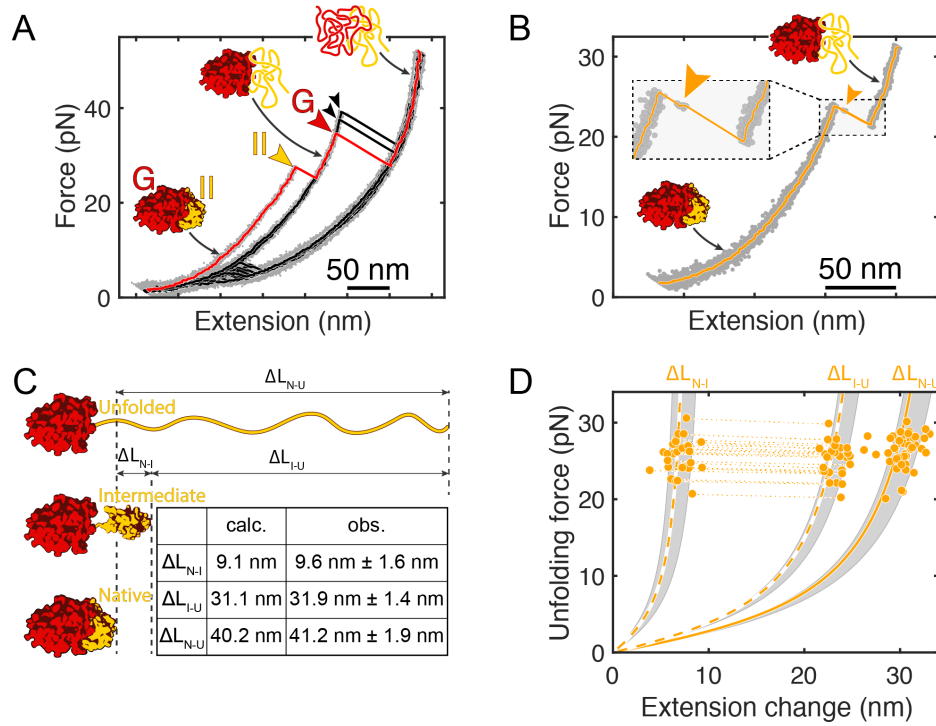 A
G
II
G
II
Force (pN)
40
20
0
50 nm
Extension (nm)
B
Force (pN)
30
20
10
0
50 nm
Extension (nm)
C
ΔL_N-U
Unfolded
ΔL_N-I
ΔL_I-U
Intermediate
Native
calc. obs.
ΔL_N-I 9.1 nm 9.6 nm ± 1.6 nm
ΔL_I-U 31.1 nm 31.9 nm ± 1.4 nm
ΔL_N-U 40.2 nm 41.2 nm ± 1.9 nm
D
ΔL_N-I ΔL_I-U ΔL_N-U
Unfolding force (pN)
40
30
20
10
0
0 10 20 30
Extension change (nm)